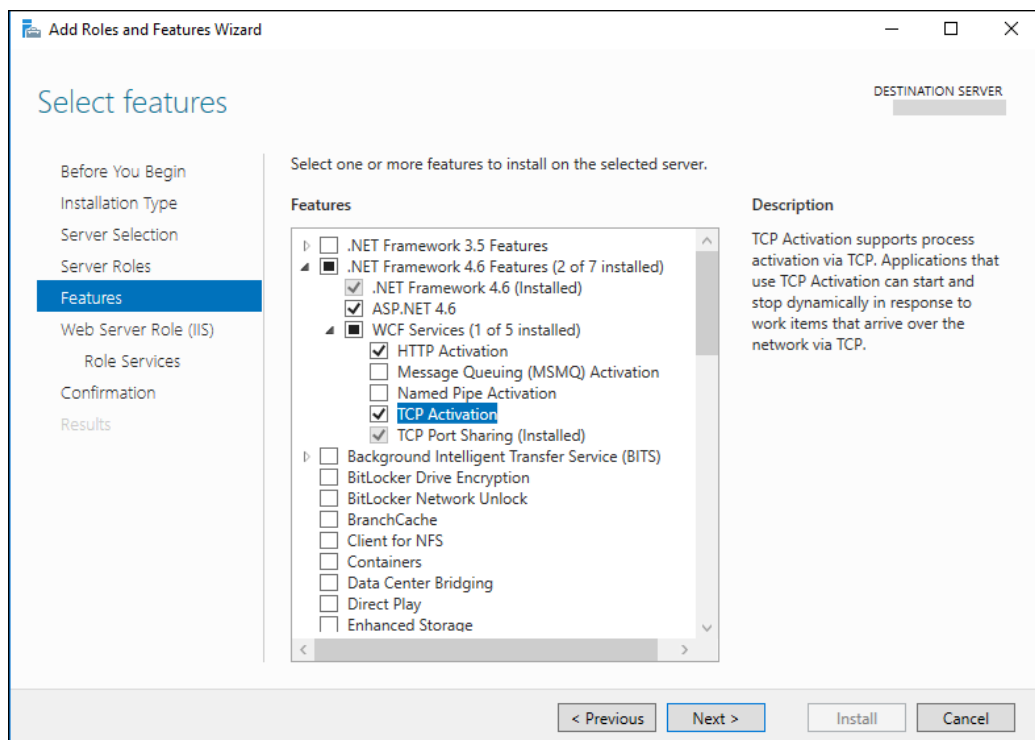 Add Roles and Features Wizard
Select features
DESTINATION SERVER
Before You Begin
Installation Type
Server Selection
Server Roles
Features
Web Server Role (IIS)
Role Services
Confirmation
Results
Select one or more features to install on the selected server.
Features
.NET Framework 3.5 Features
.NET Framework 4.6 Features (2 of 7 installed)
.NET Framework 4.6 (Installed)
ASP.NET 4.6
WCF Services (1 of 5 installed)
HTTP Activation
Message Queuing (MSMQ) Activation
Named Pipe Activation
TCP Activation
TCP Port Sharing (Installed)
Background Intelligent Transfer Service (BITS)
BitLocker Drive Encryption
BitLocker Network Unlock
BranchCache
Client for NFS
Containers
Data Center Bridging
Direct Play
Enhanced Storage
Description
TCP Activation supports process
activation via TCP. Applications that
use TCP Activation can start and
stop dynamically in response to
work items that arrive over the
network via TCP.
< Previous
Next >
Install
Cancel